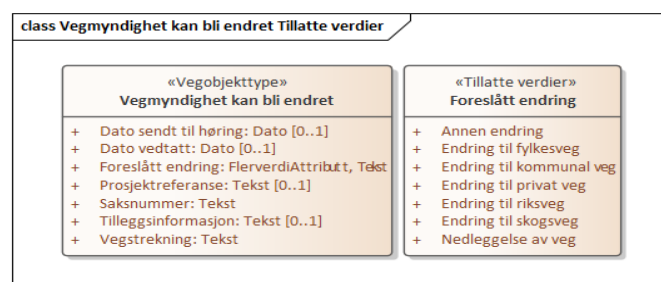 class Vegmyndighet kan bli endret Tillatte verdier
«Vegobjekttype»
Vegmyndighet kan bli endret
+ Dato sendt til høring: Dato [0..1]
+ Dato vedtatt: Dato [0..1]
+ Foreslått endring: FlerverdiAttributt, Tekst
+ Prosjektreferanse: Tekst [0..1]
+ Saksnummer: Tekst
+ Tilleggsinformasjon: Tekst [0..1]
+ Vegstrekning: Tekst
«Tillatte verdier»
Foreslått endring
+ Annen endring
+ Endring til fylkesveg
+ Endring til kommunal veg
+ Endring til privat veg
+ Endring til riksveg
+ Endring til skogsveg
+ Nedleggelse av veg